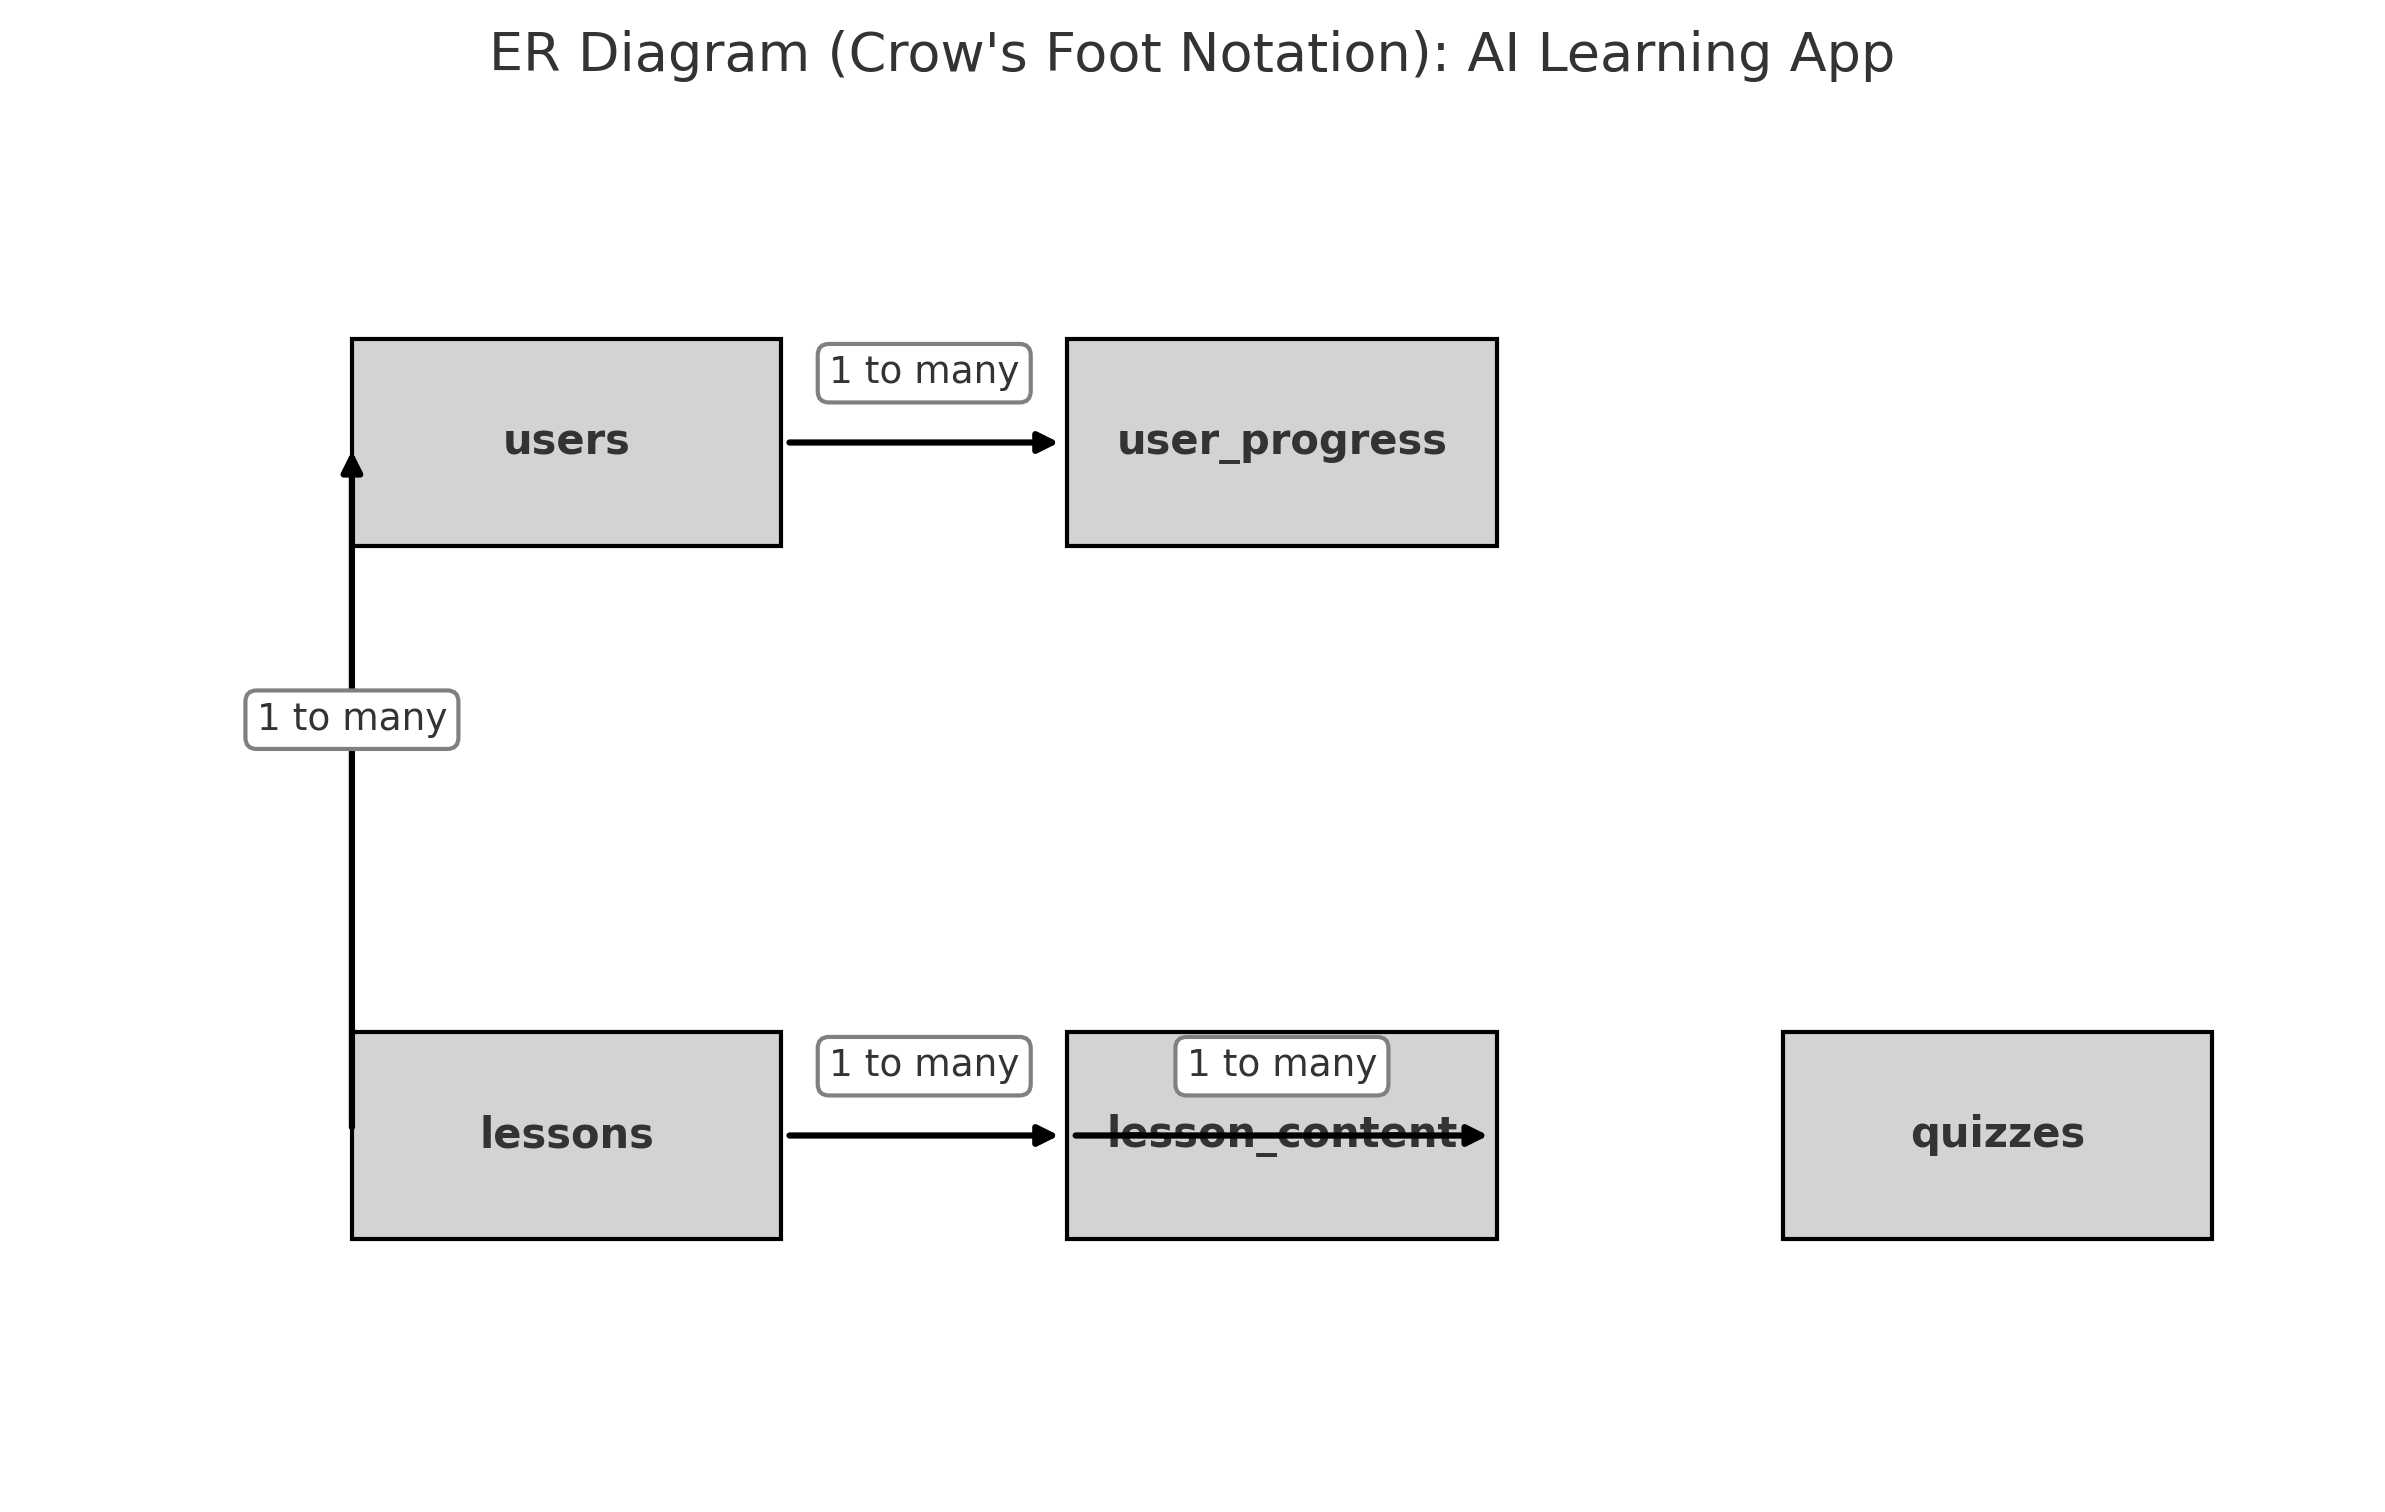 ER Diagram (Crow's Foot Notation): AI Learning App
users
1 to many
user_progress
1 to many
lessons
1 to many
1 to many
lesson_content
quizzes